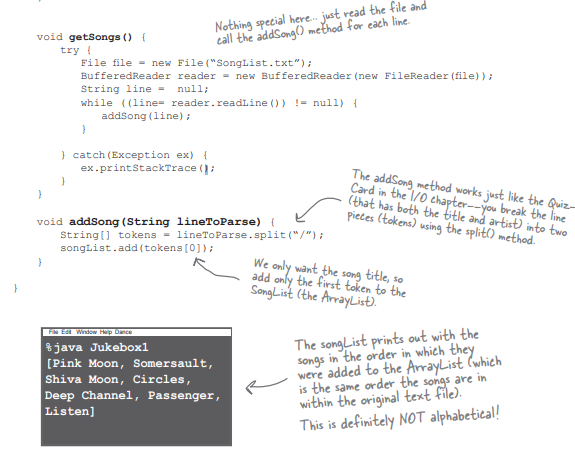 Nothing special here... just read the file and
call the addSong() method for each line.
void getSongs() {
try {
File file = new File(“SongList.txt”);
BufferedReader reader = new BufferedReader(new FileReader(file));
String line = null;
while ((line= reader.readLine()) != null) {
addSong(line);
}
} catch(Exception ex) {
ex.printStackTrace();
}
}
The addSong method works just like the Quiz-
Card in the I/O chapter--you break the line
(that has both the title and artist) into two
pieces (tokens) using the split() method.
void addSong(String lineToParse) {
String[] tokens = lineToParse.split(“/”);
songList.add(tokens[0]);
}
We only want the song title, so
add only the first token to the
SongList (the ArrayList).
}
File Edit Window Help Dance
%java Jukebox1
[Pink Moon, Somersault,
Shiva Moon, Circles,
Deep Channel, Passenger,
Listen]
The songList prints out with the
songs in the order in which they
were added to the ArrayList (which
is the same order the songs are in
within the original text file).
This is definitely NOT alphabetical!